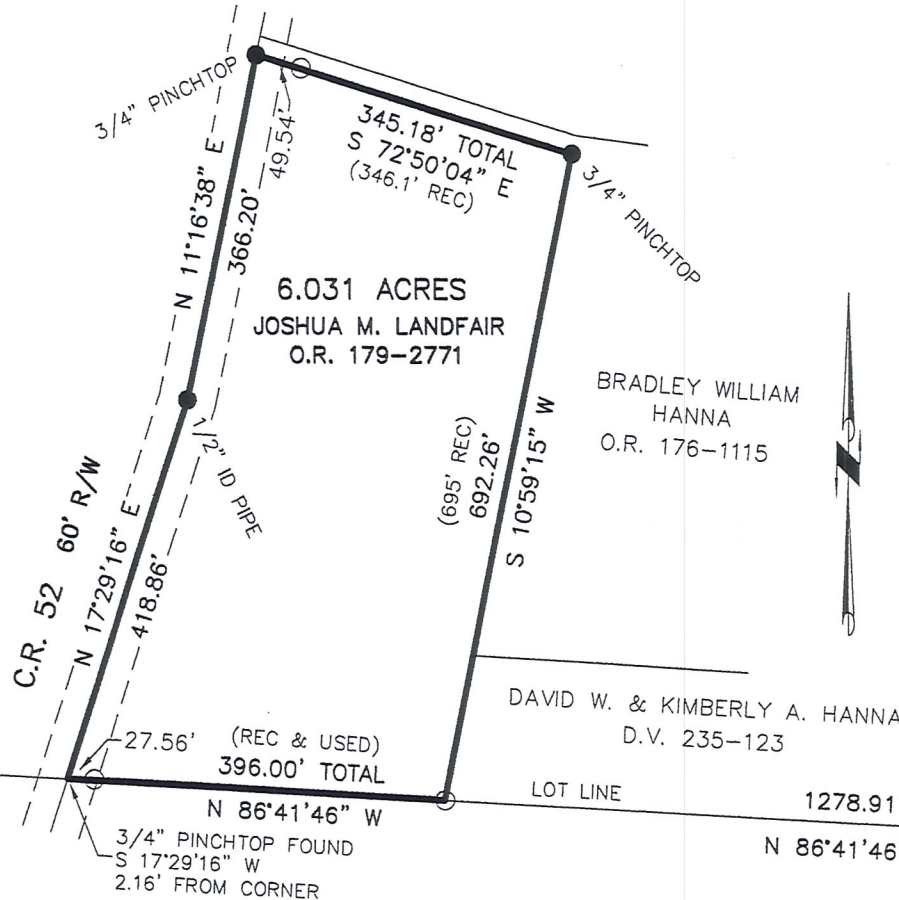 3/4" PINCHTOP
49.54'
345.18' TOTAL
S 72°50'04" E
(346.1' REC)
3/4" PINCHTOP
N 11°16'38" E
366.20'
6.031 ACRES
JOSHUA M. LANDFAIR
O.R. 179-2771
BRADLEY WILLIAM
HANNA
O.R. 176-1115
(695' REC)
692.26'
S 10°59'15" W
1/2" ID PIPE
C.R. 52 60' R/W
N 17°29'16" E
418.86'
DAVID W. & KIMBERLY A. HANNA
D.V. 235-123
27.56'
(REC & USED)
396.00' TOTAL
N 86°41'46" W
LOT LINE
1278.91
N 86°41'46
3/4" PINCHTOP FOUND
S 17°29'16" W
2.16' FROM CORNER